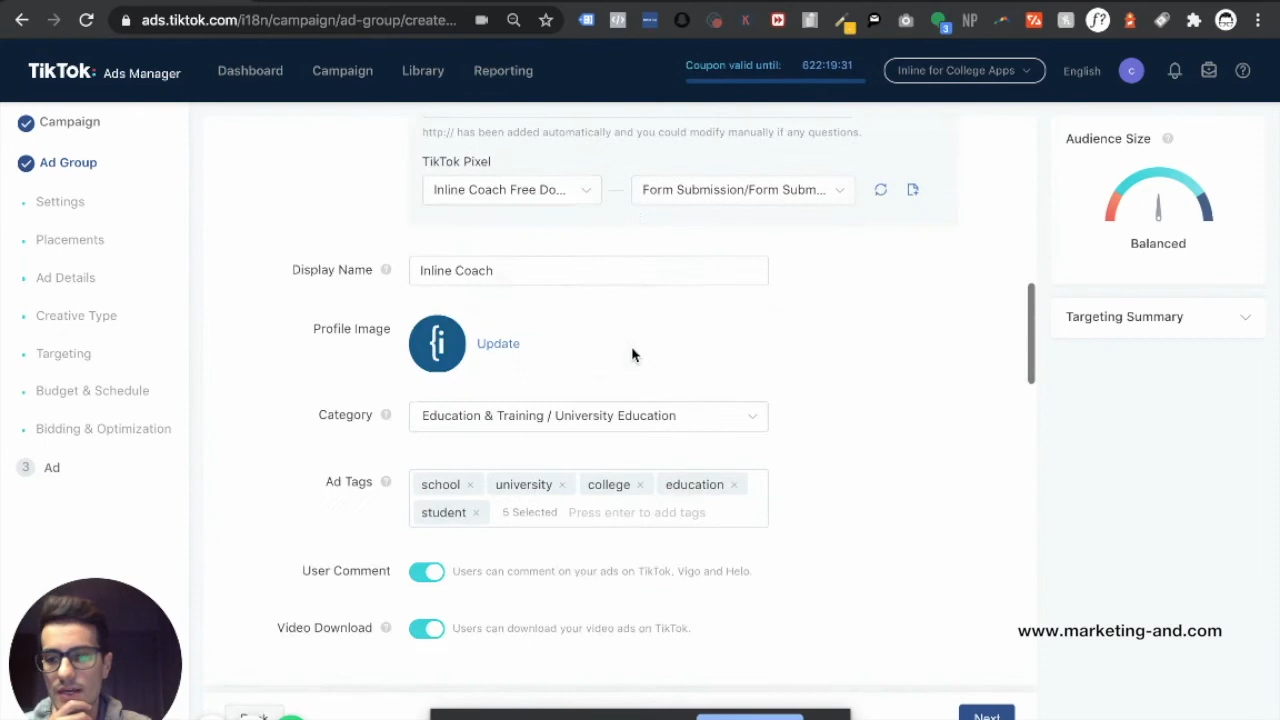 ads.tiktok.com/i18n/campaign/ad-group/create...
3
NP
f?
TikTok: Ads Manager
Dashboard
Campaign
Library
Reporting
Coupon valid until: 622:19:31
Inline for College Apps
English
C
Campaign
Ad Group
Settings
Placements
Ad Details
Creative Type
Targeting
Budget & Schedule
Bidding & Optimization
3 Ad
http:// has been added automatically and you could modify manually if any questions.
TikTok Pixel
Inline Coach Free Do...
Form Submission/Form Subm...
Display Name
Inline Coach
Profile Image
{i
Update
Category
Education & Training / University Education
Ad Tags
school × university × college × education ×
student × 5 Selected Press enter to add tags
User Comment
Users can comment on your ads on TikTok, Vigo and Helo.
Video Download
Users can download your video ads on TikTok.
Next
Audience Size
Balanced
Targeting Summary
www.marketing-and.com